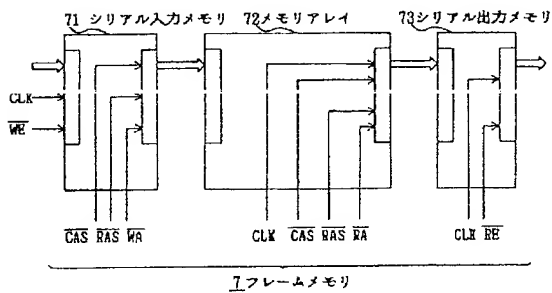 71 シリアル入力メモリ
72メモリアレイ
73シリアル出力メモリ
CLK
WE
CAS RAS WA
CLK CAS RAS RA
CLK RE
7フレームメモリ